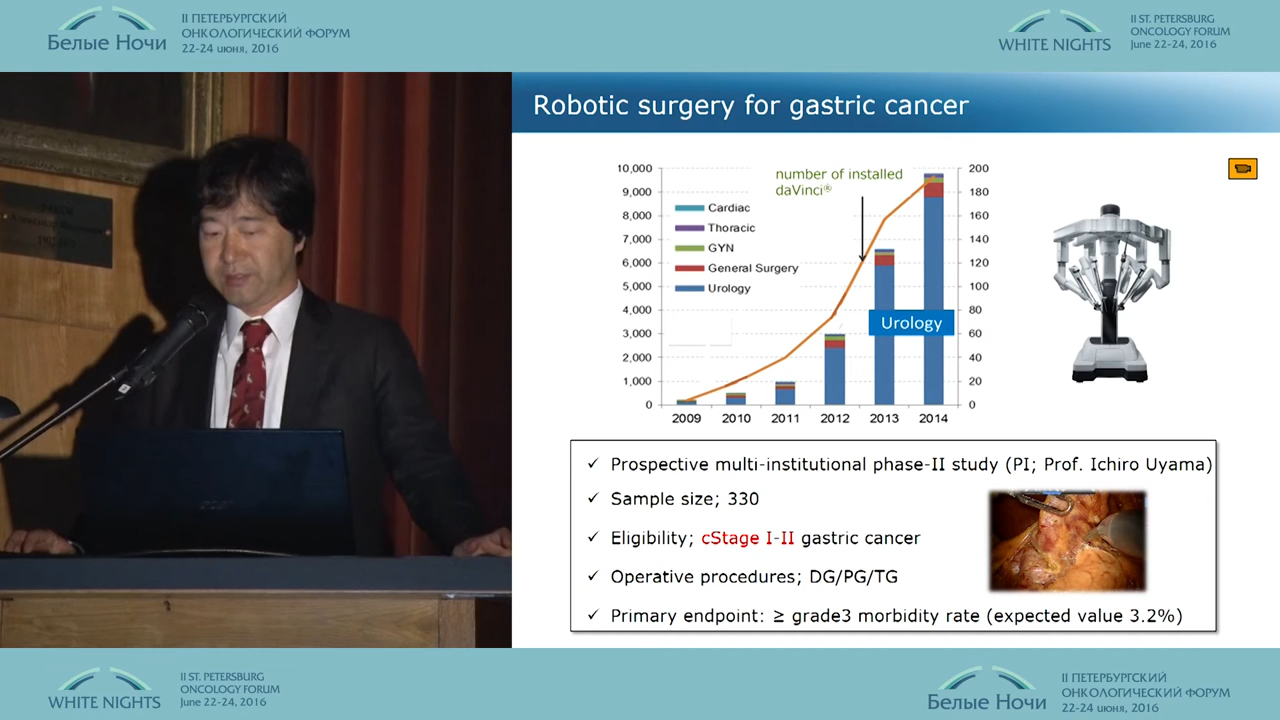 Белые Ночи
II ПЕТЕРБУРГСКИЙ
ОНКОЛОГИЧЕСКИЙ ФОРУМ
22-24 июня, 2016
WHITE NIGHTS
II ST. PETERSBURG
ONCOLOGY FORUM
June 22-24, 2016
Robotic surgery for gastric cancer
number of installed
daVinci®
10,000
9,000
8,000
7,000
6,000
5,000
4,000
3,000
2,000
1,000
0
Cardiac
Thoracic
GYN
General Surgery
Urology
Urology
200
180
160
140
120
100
80
60
40
20
0
2009 2010 2011 2012 2013 2014
✓ Prospective multi-institutional phase-II study (PI; Prof. Ichiro Uyama)
✓ Sample size; 330
✓ Eligibility; cStage I-II gastric cancer
✓ Operative procedures; DG/PG/TG
✓ Primary endpoint: ≥ grade3 morbidity rate (expected value 3.2%)
WHITE NIGHTS
II ST. PETERSBURG
ONCOLOGY FORUM
June 22-24, 2016
Белые Ночи
II ПЕТЕРБУРГСКИЙ
ОНКОЛОГИЧЕСКИЙ ФОРУМ
22-24 июня, 2016